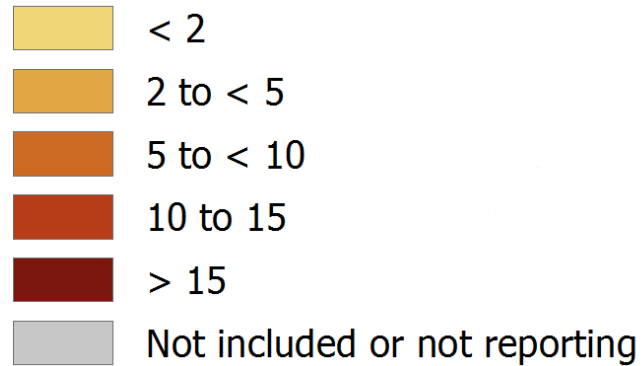 < 2
2 to < 5
5 to < 10
10 to 15
> 15
Not included or not reporting